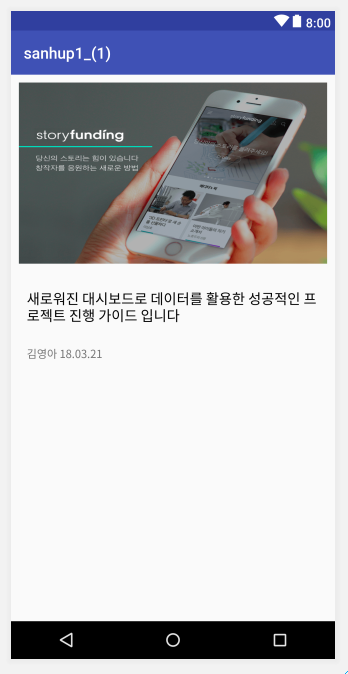 8:00
sanhup1_(1)
storyfunding
당신의 스토리는 힘이 있습니다
창작자를 응원하는 새로운 방법
storyfunding
새로워진 대시보드로 데이터를 활용한 성공적인 프
로젝트 진행 가이드 입니다
김영아 18.03.21